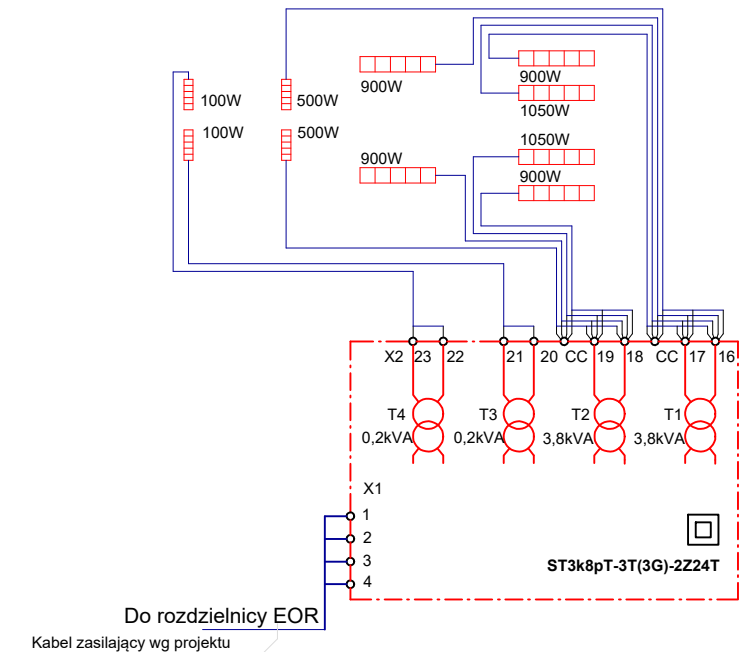 100W
500W
900W
900W
1050W
100W
500W
1050W
900W
900W
X2 23 22 21 20 CC 19 18 CC 17 16
T4 T3 T2 T1
0,2kVA 0,2kVA 3,8kVA 3,8kVA
X1
1
2
3
4
ST3k8pT-3T(3G)-2Z24T
Do rozdzielnicy EOR
Kabel zasilający wg projektu